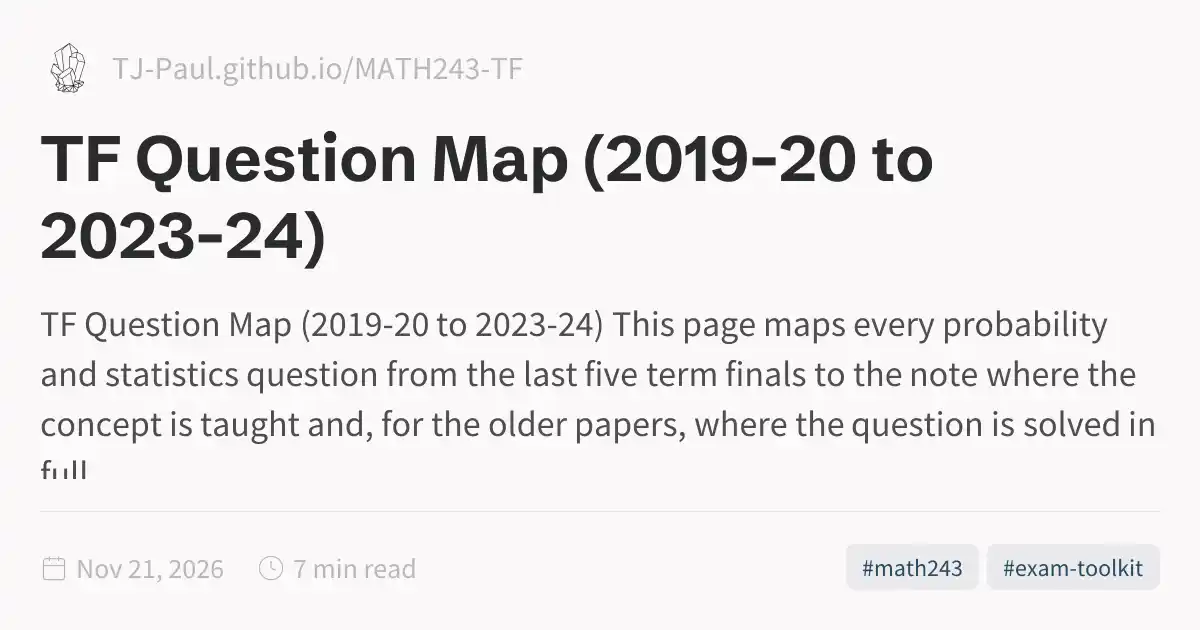 TJ-Paul.github.io/MATH243-TF
TF Question Map (2019-20 to
2023-24)
TF Question Map (2019-20 to 2023-24) This page maps every probability
and statistics question from the last five term finals to the note where the
concept is taught and, for the older papers, where the question is solved in
full
Nov 21, 2026
7 min read
#math243
#exam-toolkit